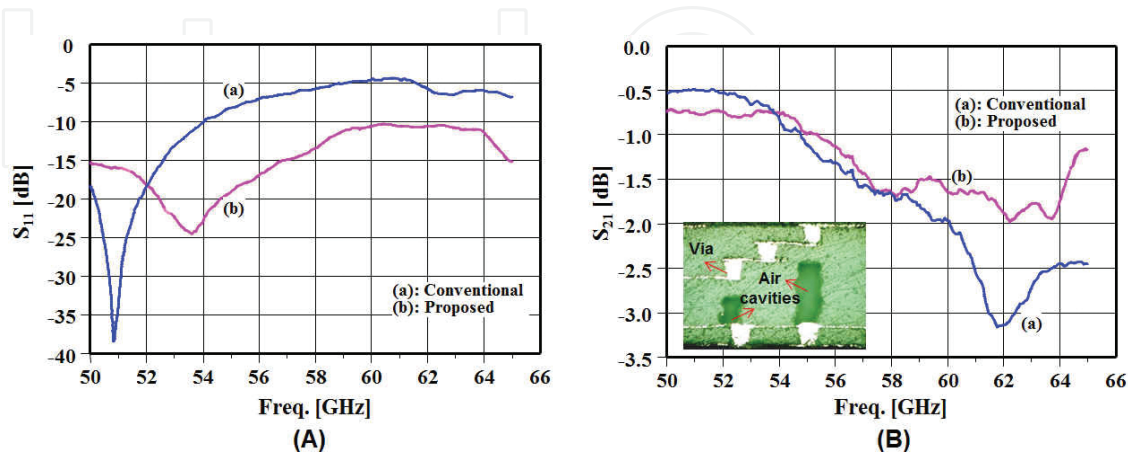 0
-5
-10
-15
-20
-25
-30
-35
-40
S11 [dB]
(a)
(b)
(a): Conventional
(b): Proposed
50 52 54 56 58 60 62 64 66
Freq. [GHz]
(A)
0.0
-0.5
-1.0
-1.5
-2.0
-2.5
-3.0
-3.5
S21 [dB]
(a): Conventional
(b): Proposed
(b)
(a)
Via
Air
cavities
50 52 54 56 58 60 62 64 66
Freq. [GHz]
(B)